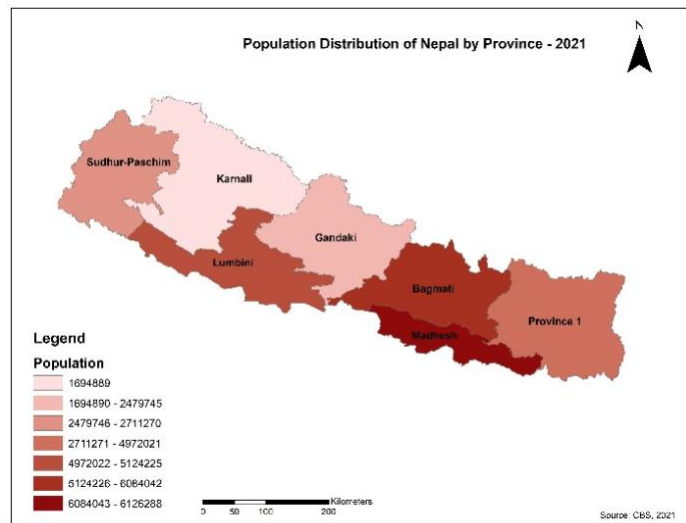 Population Distribution of Nepal by Province - 2021
N
Sudhur-Paschim
Karnali
Gandaki
Lumbini
Bagmati
Province 1
Madhesh
Legend
Population
1694889
1694890 - 2479745
2479746 - 2711270
2711271 - 4972021
4972022 - 5124225
5124226 - 6084042
6084043 - 6126288
Kilometers
0 50 100 200
Source: CBS, 2021